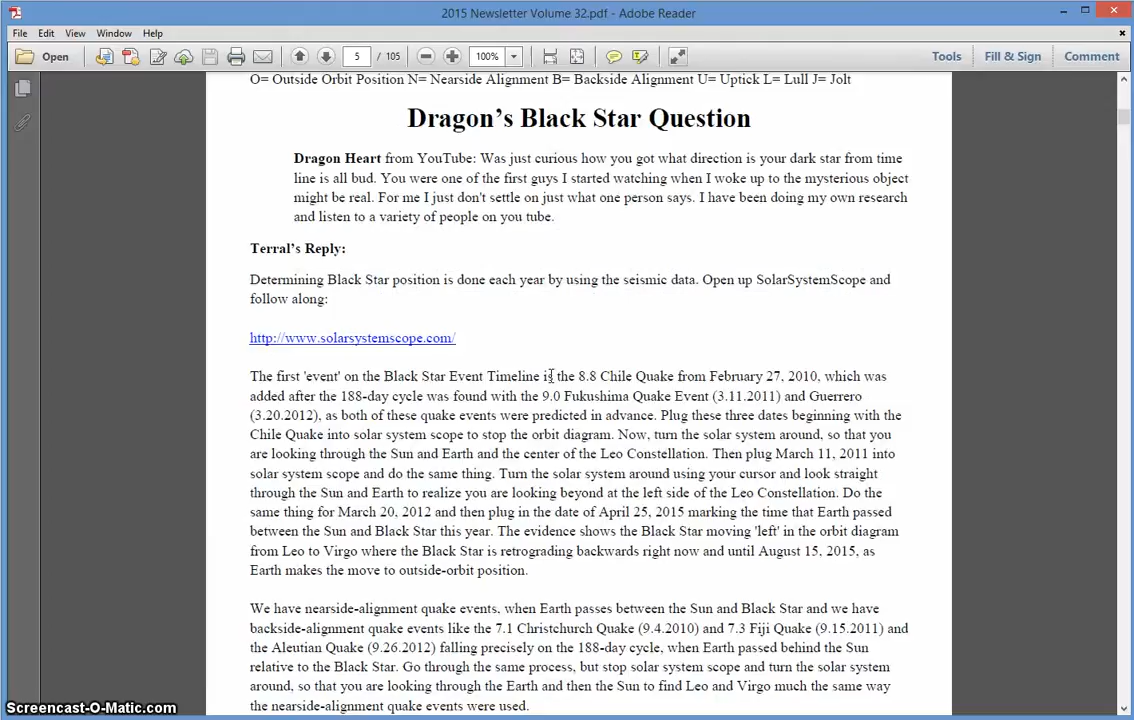 2015 Newsletter Volume 32.pdf - Adobe Reader
File Edit View Window Help
Open 5 / 105 100% Tools Fill & Sign Comment
O= Outside Orbit Position N= Nearside Alignment B= Backside Alignment U= Uptick L= Lull J= Jolt
Dragon's Black Star Question
Dragon Heart from YouTube: Was just curious how you got what direction is your dark star from time
line is all bud. You were one of the first guys I started watching when I woke up to the mysterious object
might be real. For me I just don't settle on just what one person says. I have been doing my own research
and listen to a variety of people on you tube.
Terral's Reply:
Determining Black Star position is done each year by using the seismic data. Open up SolarSystemScope and
follow along:
http://www.solarsystemscope.com/
The first 'event' on the Black Star Event Timeline is the 8.8 Chile Quake from February 27, 2010, which was
added after the 188-day cycle was found with the 9.0 Fukushima Quake Event (3.11.2011) and Guerrero
(3.20.2012), as both of these quake events were predicted in advance. Plug these three dates beginning with the
Chile Quake into solar system scope to stop the orbit diagram. Now, turn the solar system around, so that you
are looking through the Sun and Earth and the center of the Leo Constellation. Then plug March 11, 2011 into
solar system scope and do the same thing. Turn the solar system around using your cursor and look straight
through the Sun and Earth to realize you are looking beyond at the left side of the Leo Constellation. Do the
same thing for March 20, 2012 and then plug in the date of April 25, 2015 marking the time that Earth passed
between the Sun and Black Star this year. The evidence shows the Black Star moving 'left' in the orbit diagram
from Leo to Virgo where the Black Star is retrograding backwards right now and until August 15, 2015, as
Earth makes the move to outside-orbit position.
We have nearside-alignment quake events. when Earth passes between the Sun and Black Star and we have
backside-alignment quake events like the 7.1 Christchurch Quake (9.4.2010) and 7.3 Fiji Quake (9.15.2011) and
the Aleutian Quake (9.26.2012) falling precisely on the 188-day cycle, when Earth passed behind the Sun
relative to the Black Star. Go through the same process, but stop solar system scope and turn the solar system
around, so that you are looking through the Earth and then the Sun to find Leo and Virgo much the same way
the nearside-alignment quake events were used.
Screencast-O-Matic.com